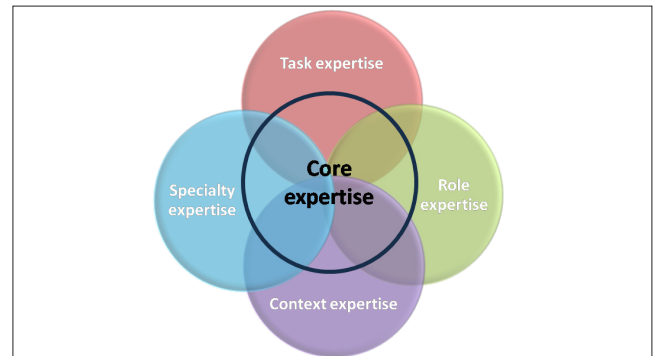 Task expertise
Core
expertise
Specialty
expertise
Role
expertise
Context expertise